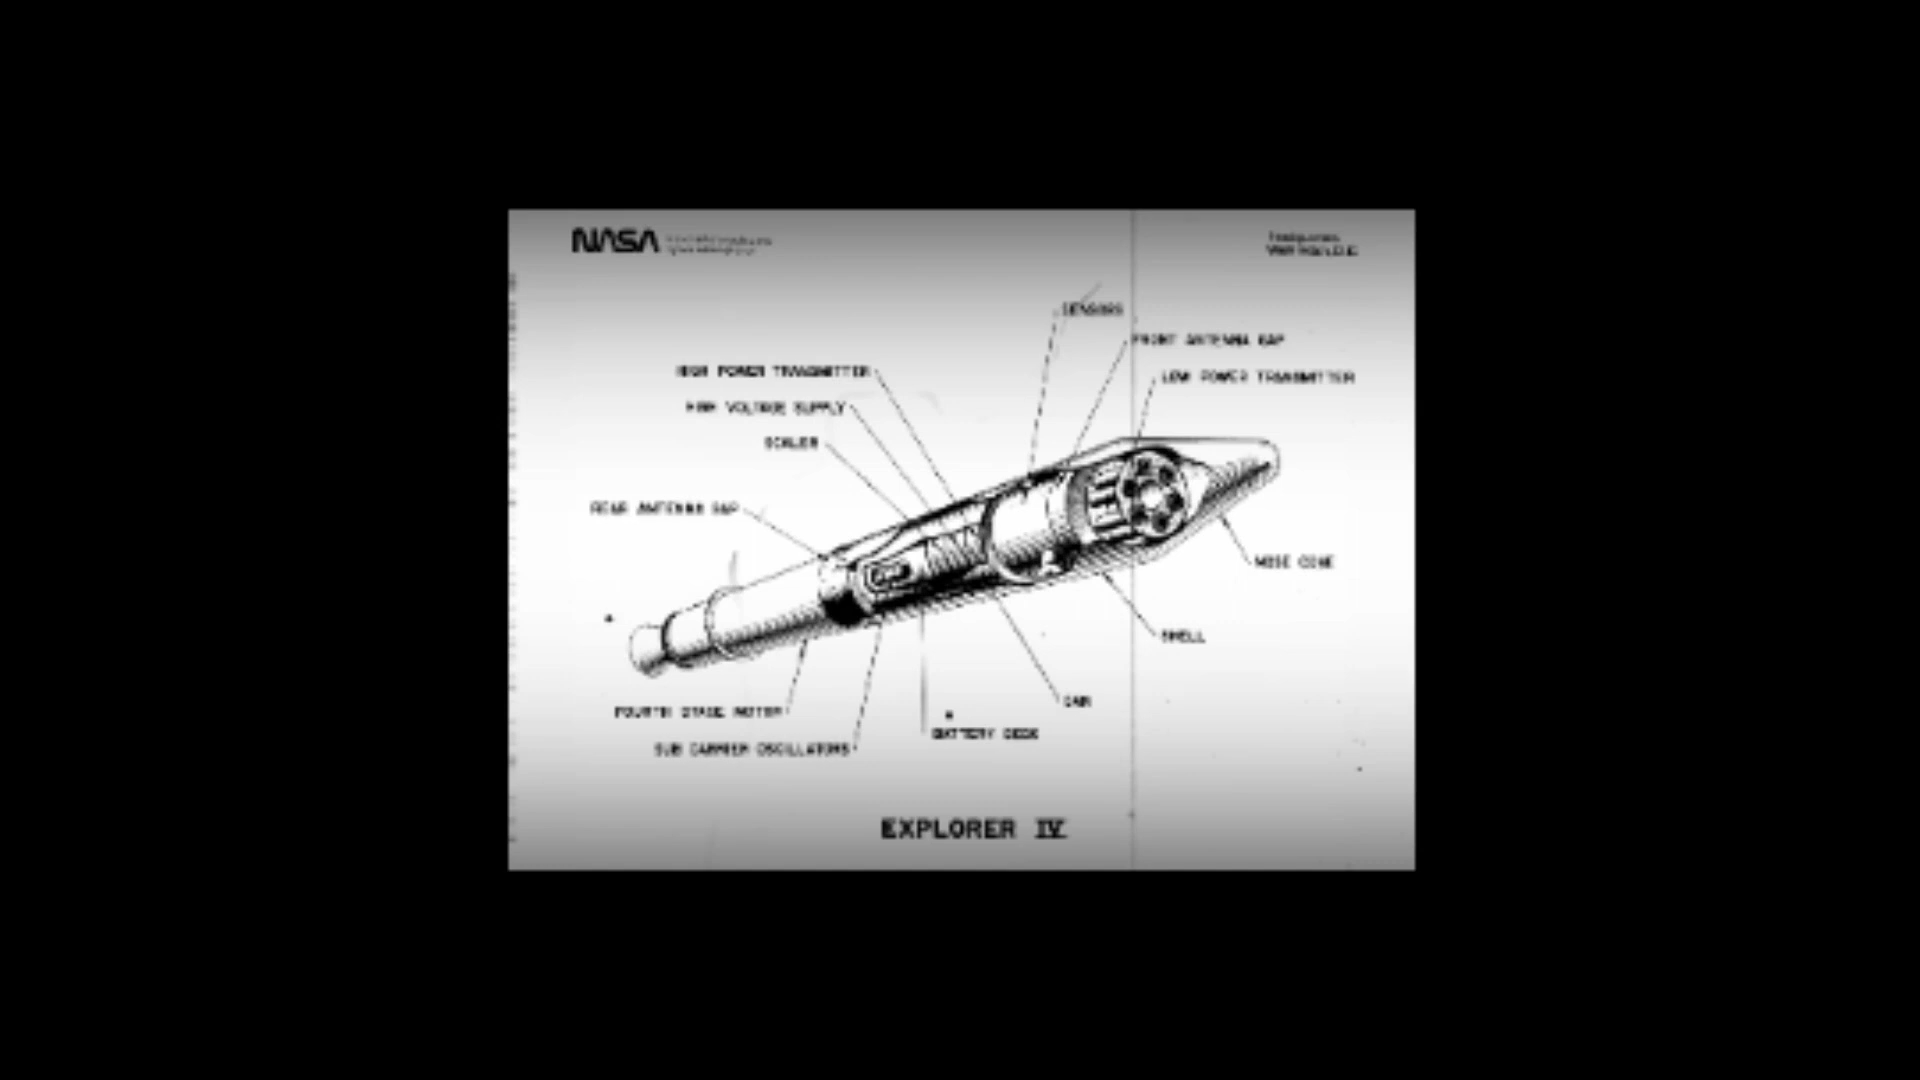 NASA
SENSORS
FRONT ANTENNA GAP
HIGH POWER TRANSMITTER
LOW POWER TRANSMITTER
HIGH VOLTAGE SUPPLY
SCALER
REAR ANTENNA GAP
NOSE CONE
SHELL
CAN
FOURTH STAGE MOTOR
BATTERY DECK
SUB CARRIER OSCILLATORS
EXPLORER IV